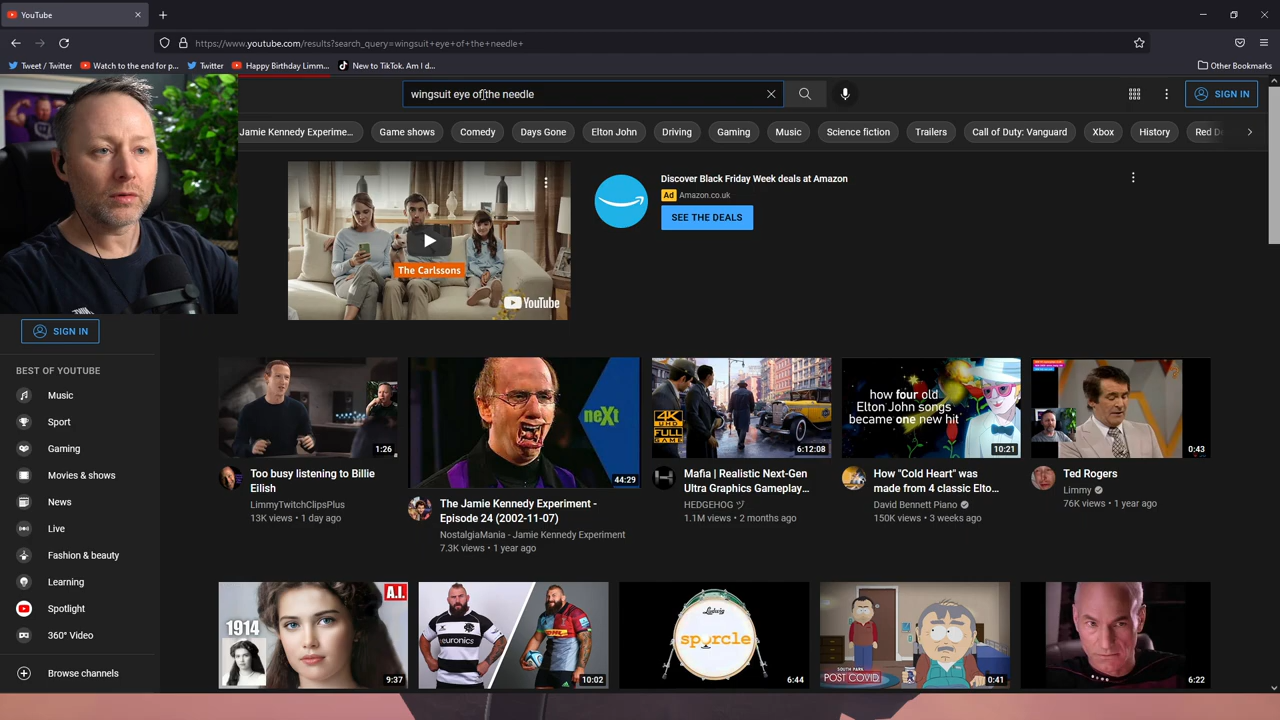 YouTube
https://www.youtube.com/results?search_query=wingsuit+eye+of+the+needle+
Tweet / Twitter
Watch to the end for p...
Twitter
Happy Birthday Limm...
New to TikTok. Am I d...
Other Bookmarks
wingsuit eye of the needle
SIGN IN
Jamie Kennedy Experime...
Game shows
Comedy
Days Gone
Elton John
Driving
Gaming
Music
Science fiction
Trailers
Call of Duty: Vanguard
Xbox
History
Red De
The Carlssons
YouTube
Discover Black Friday Week deals at Amazon
Ad Amazon.co.uk
SEE THE DEALS
SIGN IN
BEST OF YOUTUBE
Music
Sport
Gaming
Movies & shows
News
Live
Fashion & beauty
Learning
Spotlight
360° Video
Browse channels
1:26
Too busy listening to Billie
Eilish
LimmyTwitchClipsPlus
13K views • 1 day ago
neXt
44:29
The Jamie Kennedy Experiment -
Episode 24 (2002-11-07)
NostalgiaMania - Jamie Kennedy Experiment
7.3K views • 1 year ago
4K
UHD
FULL
GAME
6:12:08
Mafia | Realistic Next-Gen
Ultra Graphics Gameplay...
HEDGEHOG ヅ
1.1M views • 2 months ago
how four old
Elton John songs
became one new hit
10:21
How "Cold Heart" was
made from 4 classic Elto...
David Bennett Piano
150K views • 3 weeks ago
0:43
Ted Rogers
Limmy
76K views • 1 year ago
1914
A.I.
9:37
euronics
DHL
10:02
Ludwig
sporcle
6:44
SOUTH PARK
POST COVID
0:41
6:22